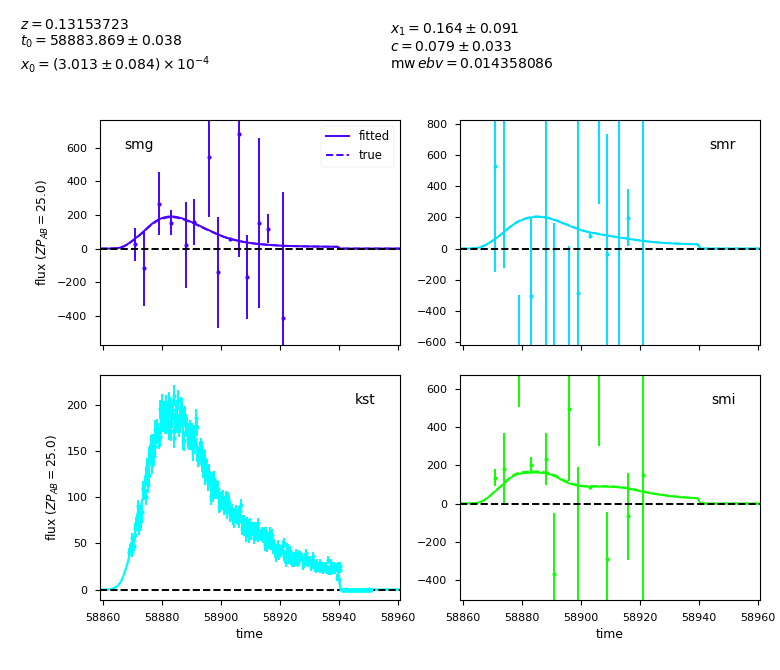 z = 0.13153723
t₀ = 58883.869 ± 0.038
x₀ = (3.013 ± 0.084) × 10⁻⁴
x₁ = 0.164 ± 0.091
c = 0.079 ± 0.033
mw ebv = 0.014358086
smg
fitted
true
600
400
200
0
−200
−400
flux (ZP_AB = 25.0)
smr
800
600
400
200
0
−200
−400
−600
kst
200
150
100
50
0
flux (ZP_AB = 25.0)
58860 58880 58900 58920 58940 58960
time
smi
600
400
200
0
−200
−400
58860 58880 58900 58920 58940 58960
time